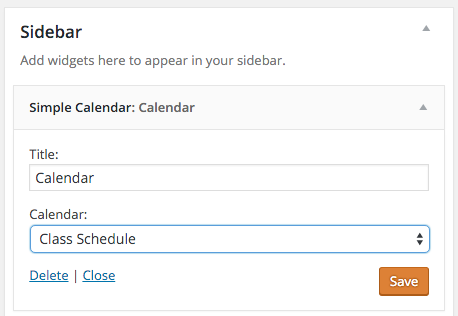 Sidebar
Add widgets here to appear in your sidebar.
Simple Calendar: Calendar
Title:
Calendar
Calendar:
Class Schedule
Delete | Close
Save